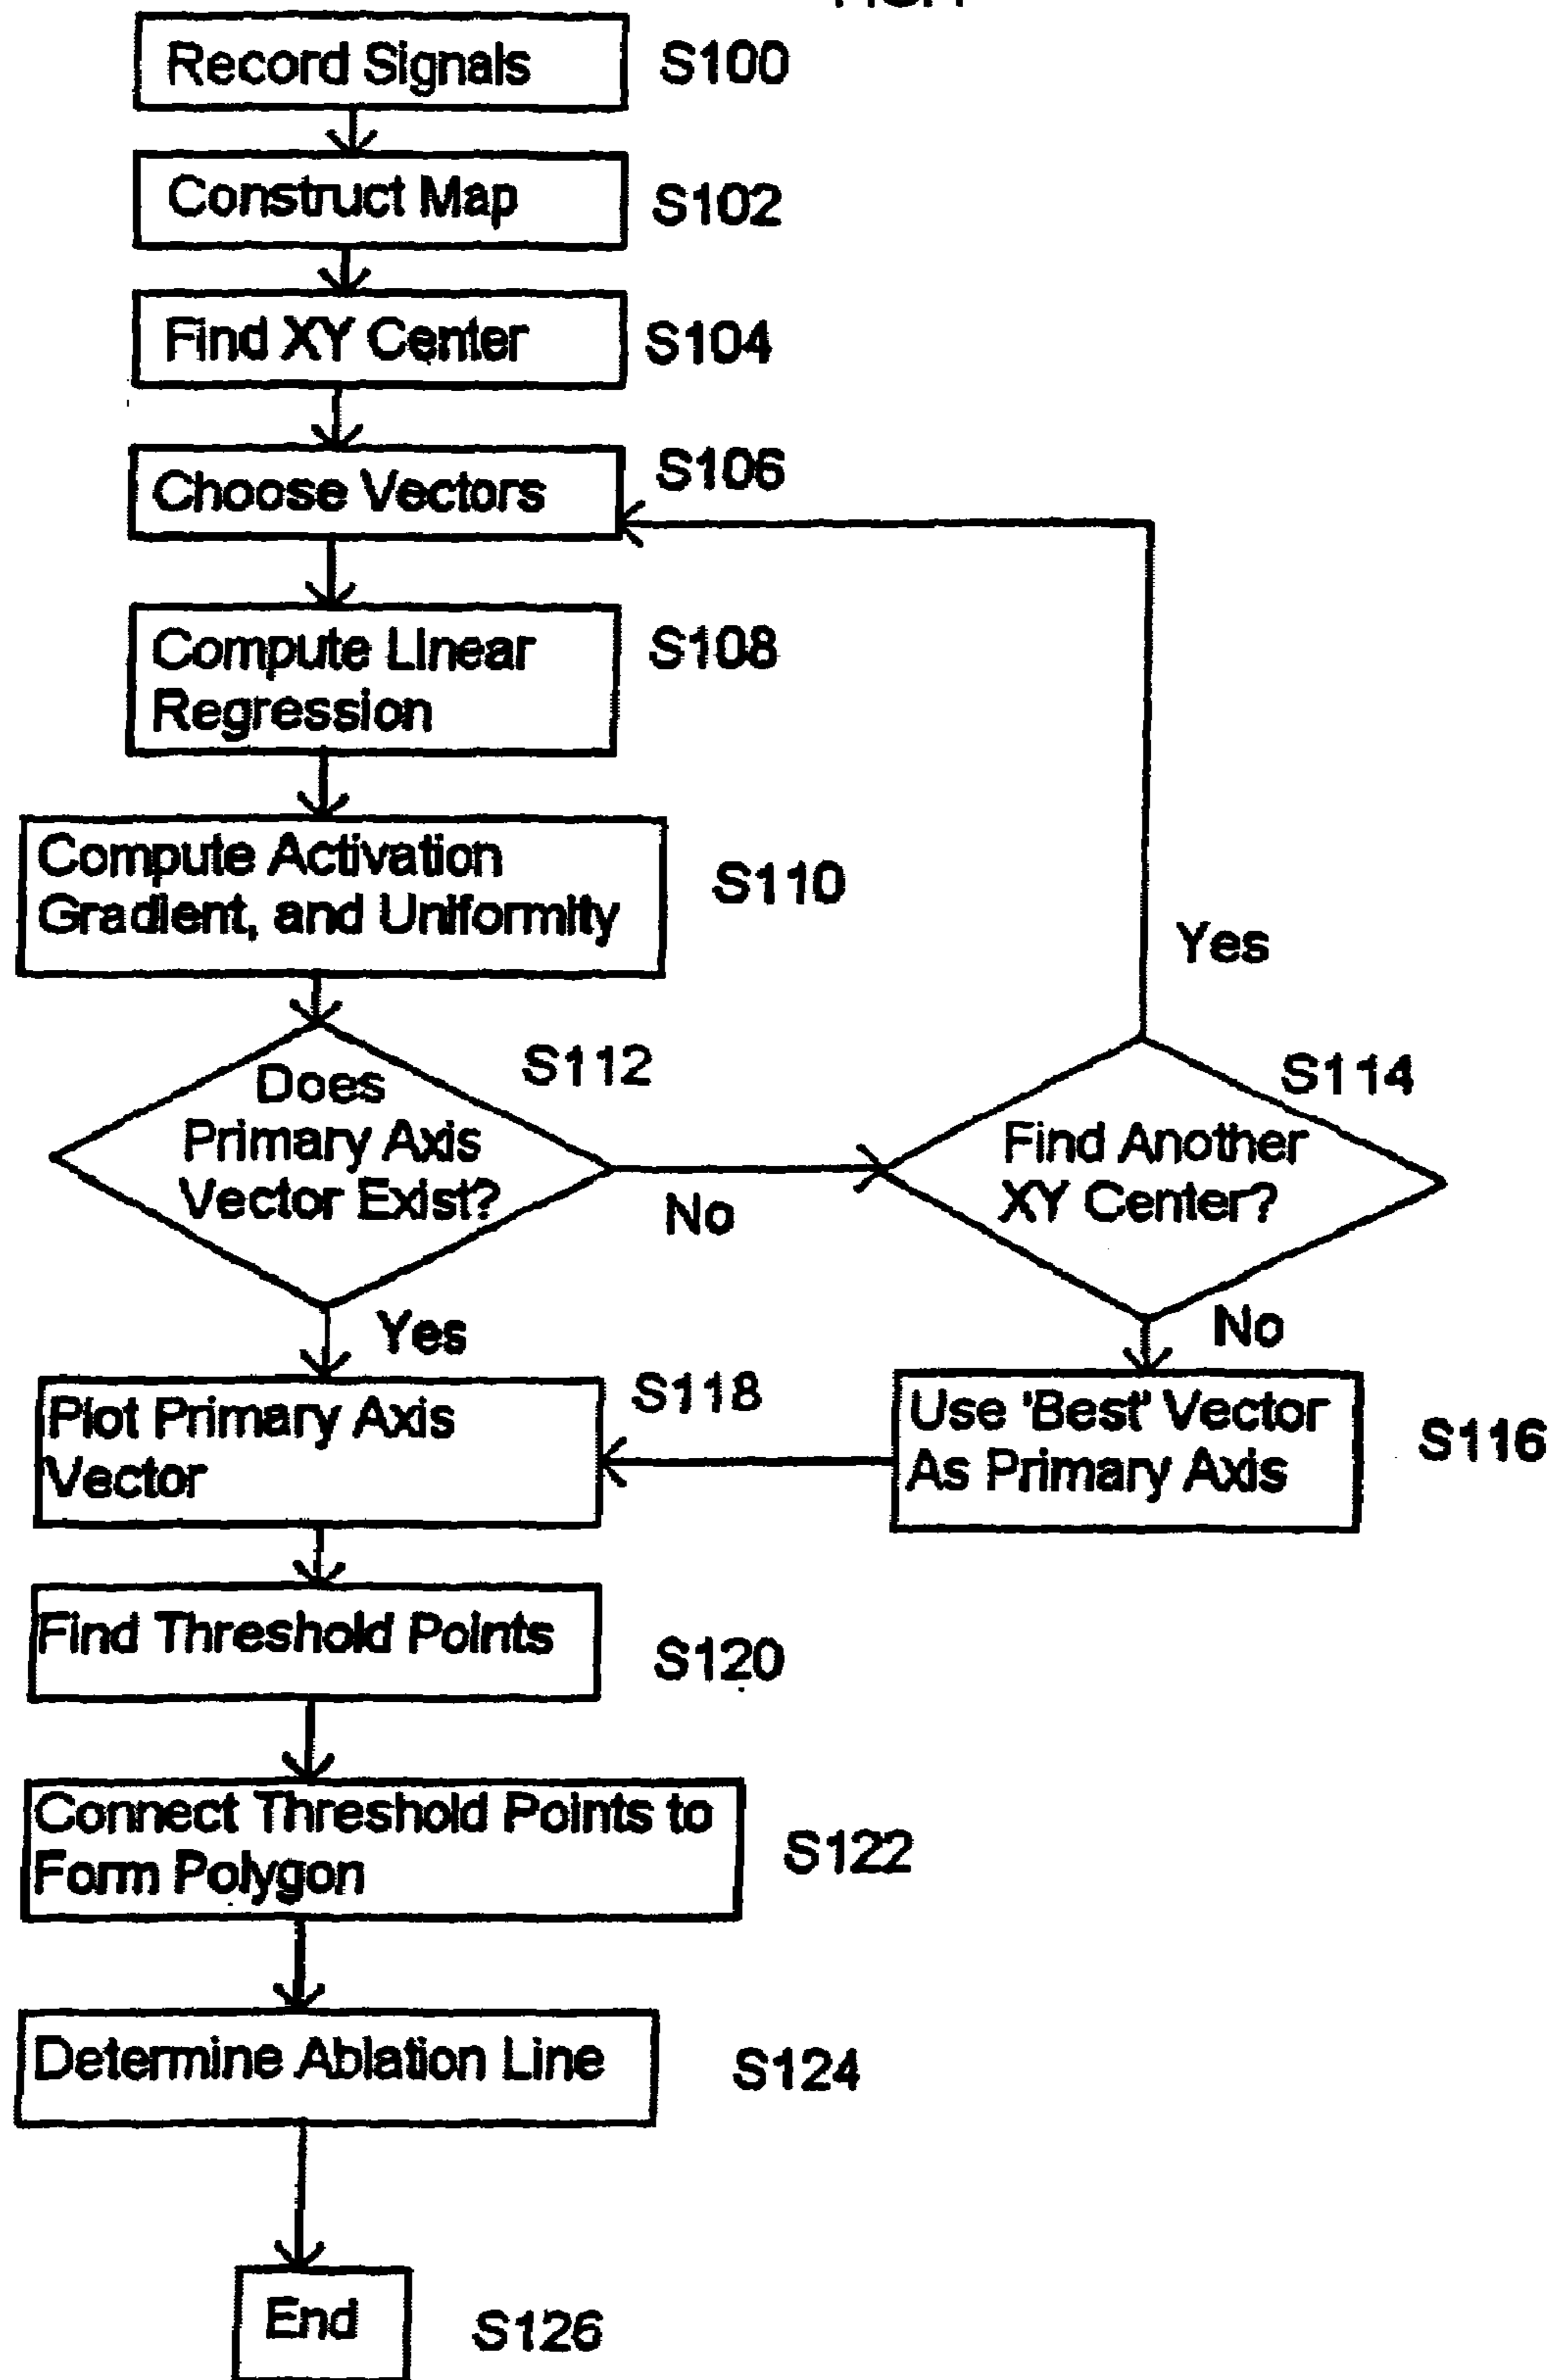 Record Signals S100
Construct Map S102
Find XY Center S104
Choose Vectors S106
Compute Linear
Regression
S108
Compute Activation
Gradient, and Uniformity
S110
Yes
Does
Primary Axis
Vector Exist?
S112
No
Find Another
XY Center?
S114
Yes
No
Plot Primary Axis
Vector
S118
Use 'Best' Vector
As Primary Axis
S116
Find Threshold Points
S120
Connect Threshold Points to
Form Polygon
S122
Determine Ablation Line
S124
End
S126